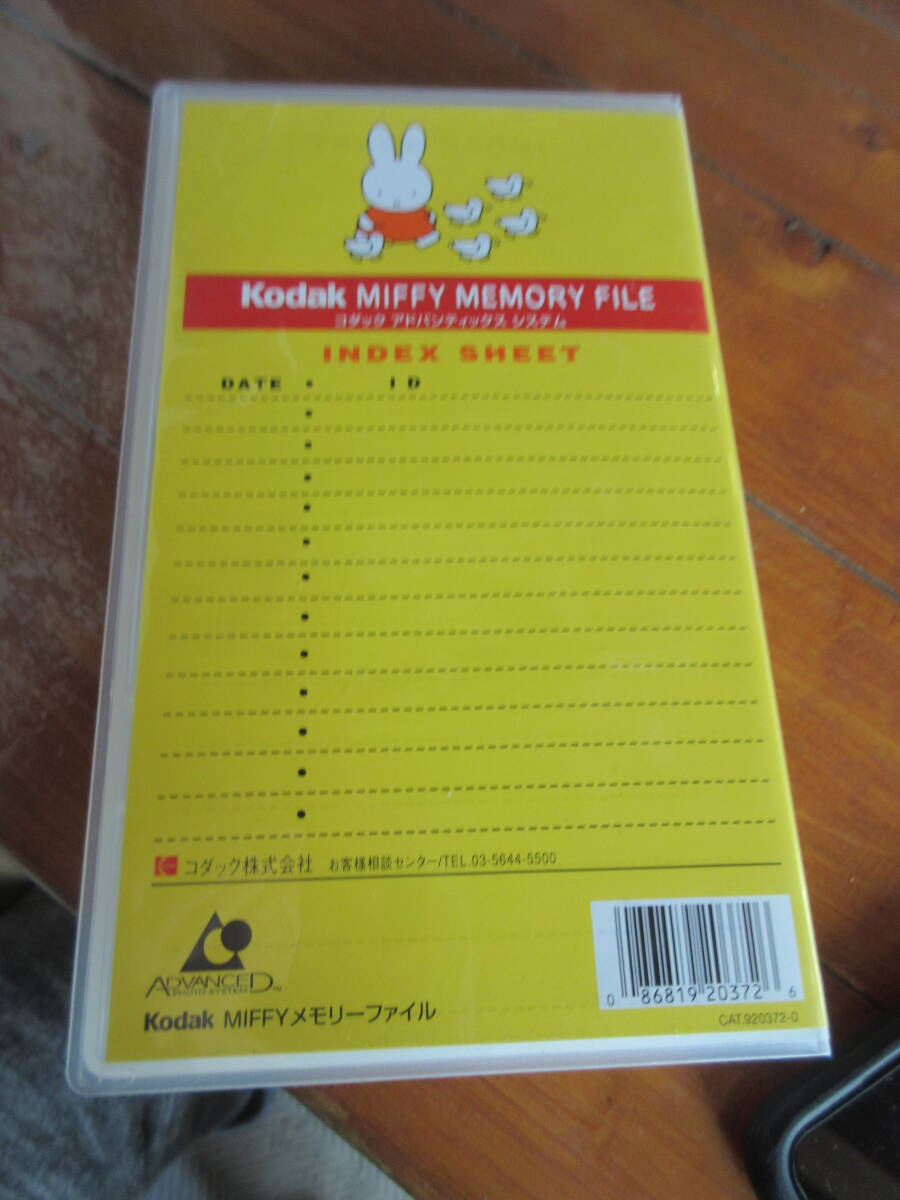 Kodak MIFFY MEMORY FILE
コダック アドバンティックス システム
INDEX SHEET
DATE • ID
コダック株式会社 お客様相談センター/TEL.03-5644-5500
ADVANCED™
PHOTO SYSTEM
0 86819 20372 6
Kodak MIFFYメモリーファイル
CAT.920372-0